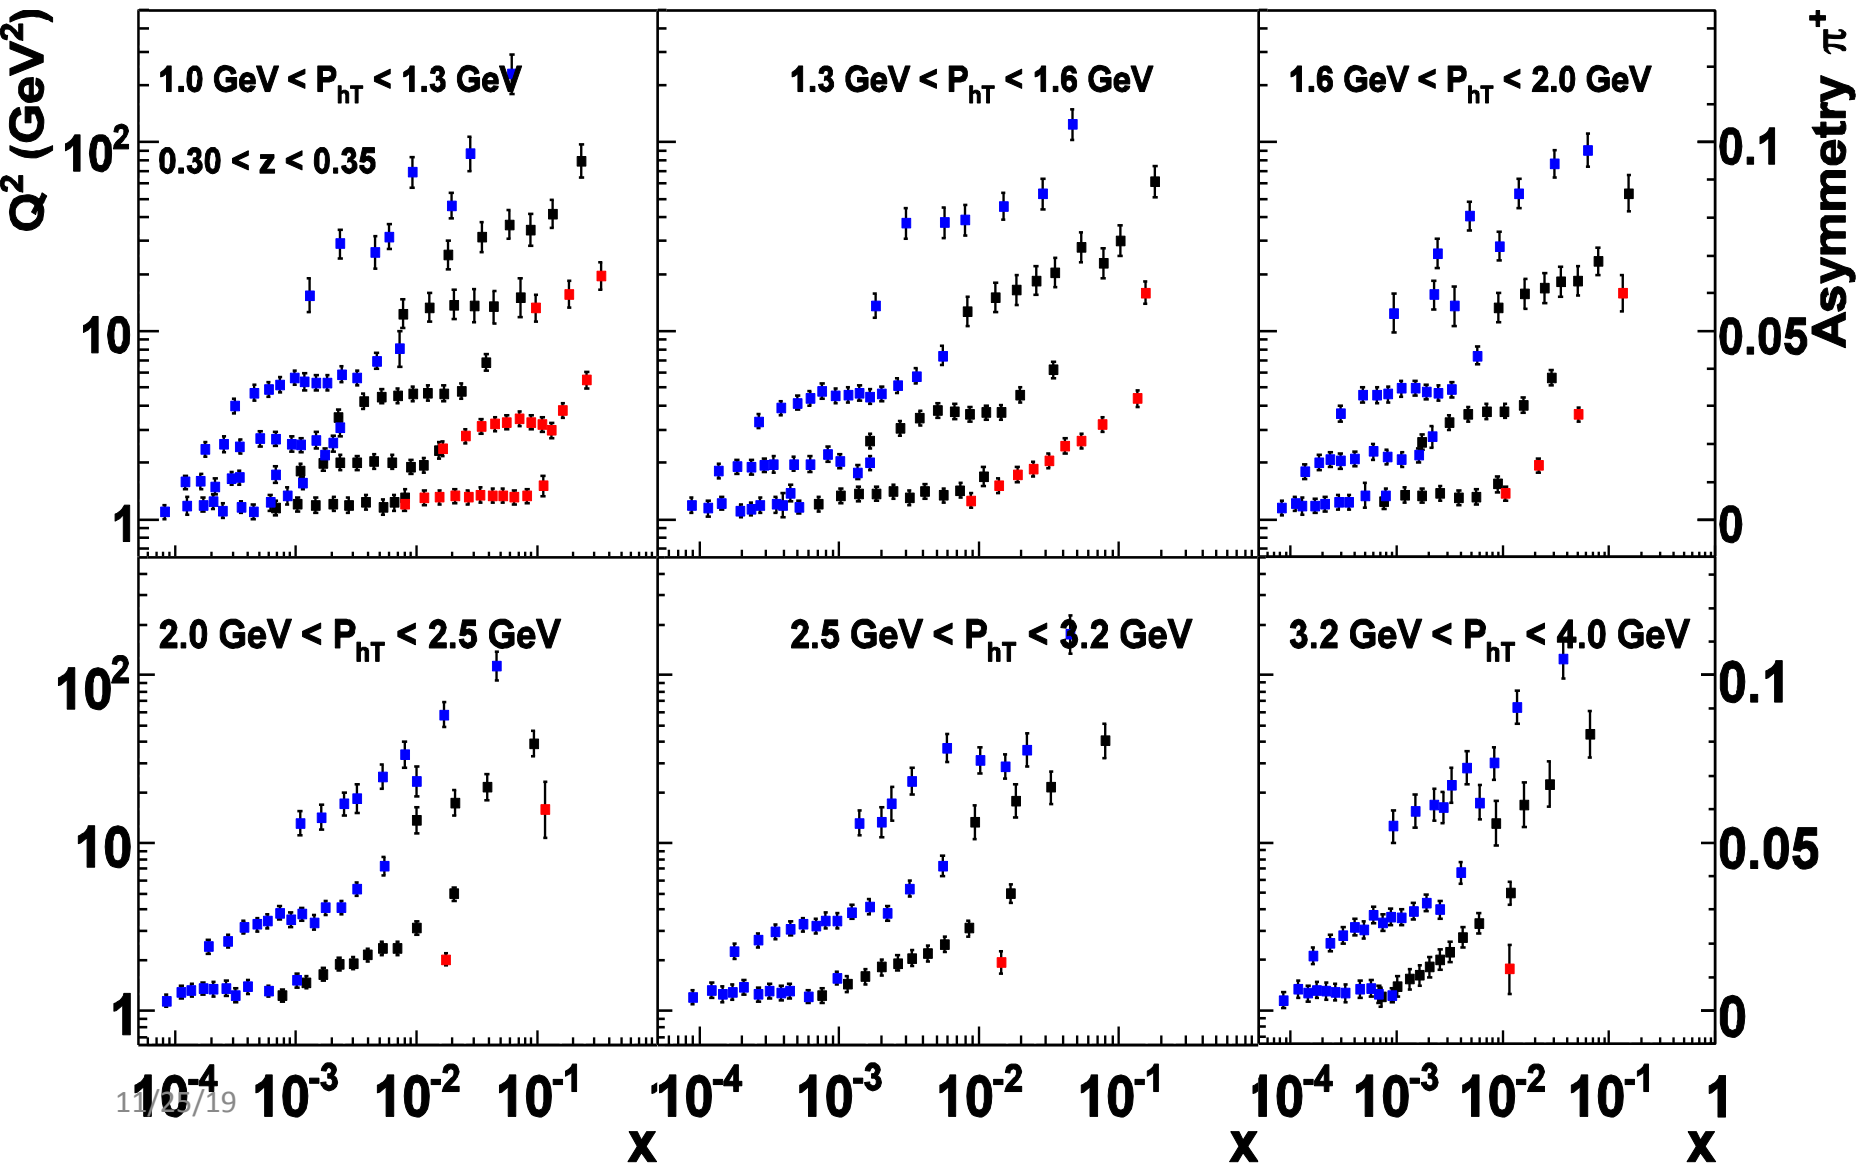 Q² (GeV²)
Asymmetry π⁺
1.0 GeV < P_hT < 1.3 GeV
1.3 GeV < P_hT < 1.6 GeV
1.6 GeV < P_hT < 2.0 GeV
0.30 < z < 0.35
10² 0.1
10 0.05
1 0
2.0 GeV < P_hT < 2.5 GeV
2.5 GeV < P_hT < 3.2 GeV
3.2 GeV < P_hT < 4.0 GeV
10² 0.1
10 0.05
1 0
10⁻⁴ 10⁻³ 10⁻² 10⁻¹ 10⁻⁴ 10⁻³ 10⁻² 10⁻¹ 10⁻⁴ 10⁻³ 10⁻² 10⁻¹ 1
11/25/19
x x x